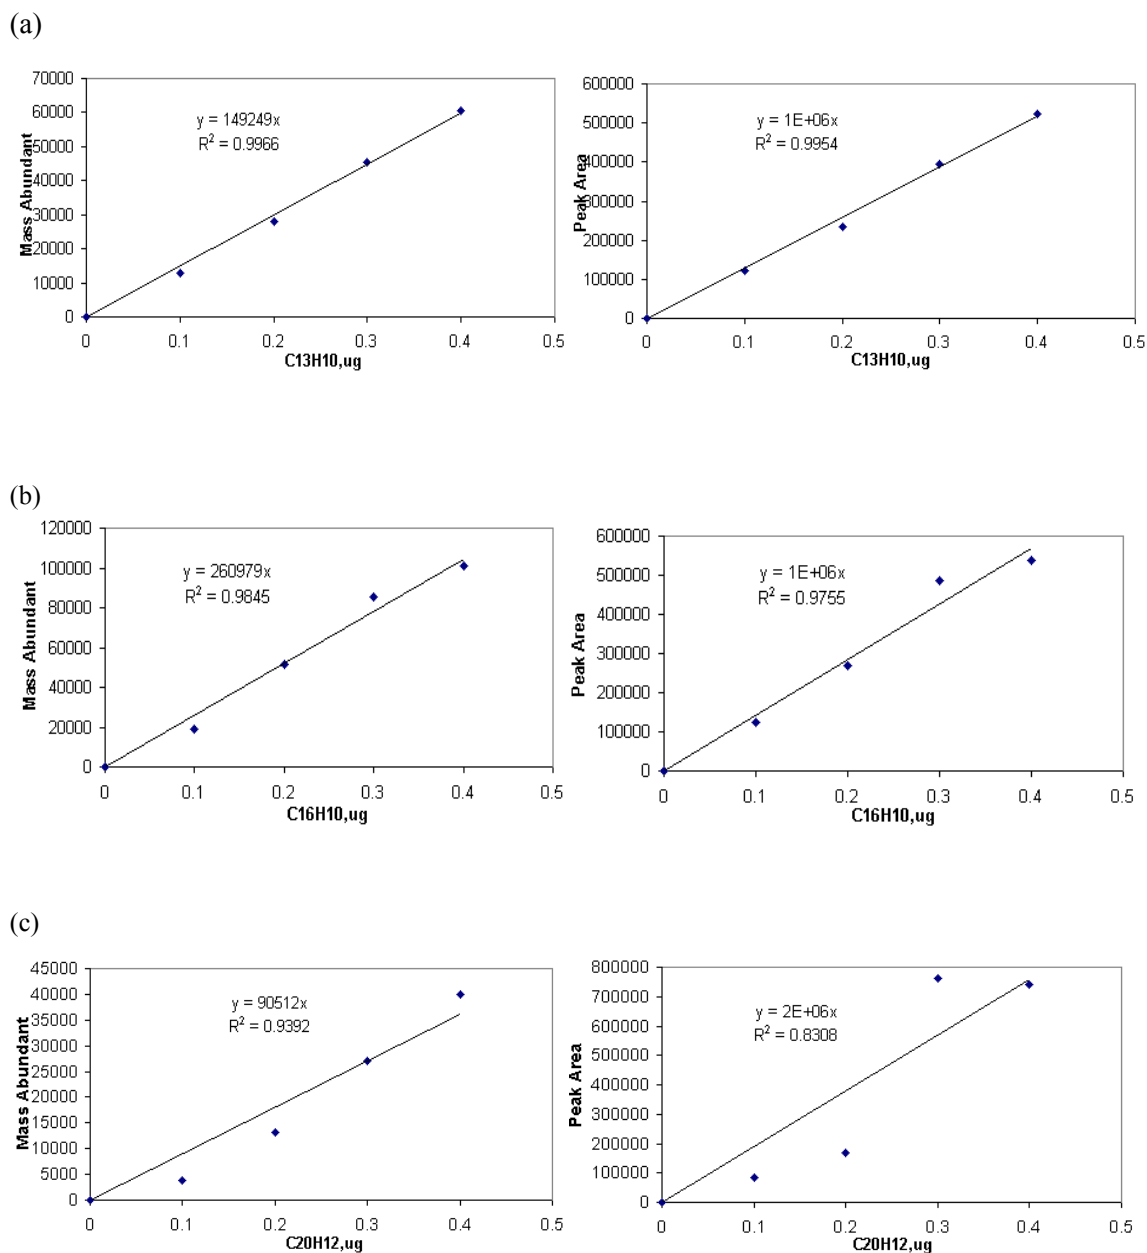 (a)
70000
60000
50000
40000
30000
20000
10000
0
Mass Abundant
y = 149249x
R² = 0.9966
0 0.1 0.2 0.3 0.4 0.5
C13H10,ug
600000
500000
400000
300000
200000
100000
0
Peak Area
y = 1E+06x
R² = 0.9954
0 0.1 0.2 0.3 0.4 0.5
C13H10,ug
(b)
120000
100000
80000
60000
40000
20000
0
Mass Abundant
y = 260979x
R² = 0.9845
0 0.1 0.2 0.3 0.4 0.5
C16H10,ug
600000
500000
400000
300000
200000
100000
0
Peak Area
y = 1E+06x
R² = 0.9755
0 0.1 0.2 0.3 0.4 0.5
C16H10,ug
(c)
45000
40000
35000
30000
25000
20000
15000
10000
5000
0
Mass Abundant
y = 90512x
R² = 0.9392
0 0.1 0.2 0.3 0.4 0.5
C20H12,ug
800000
700000
600000
500000
400000
300000
200000
100000
0
Peak Area
y = 2E+06x
R² = 0.8308
0 0.1 0.2 0.3 0.4 0.5
C20H12,ug